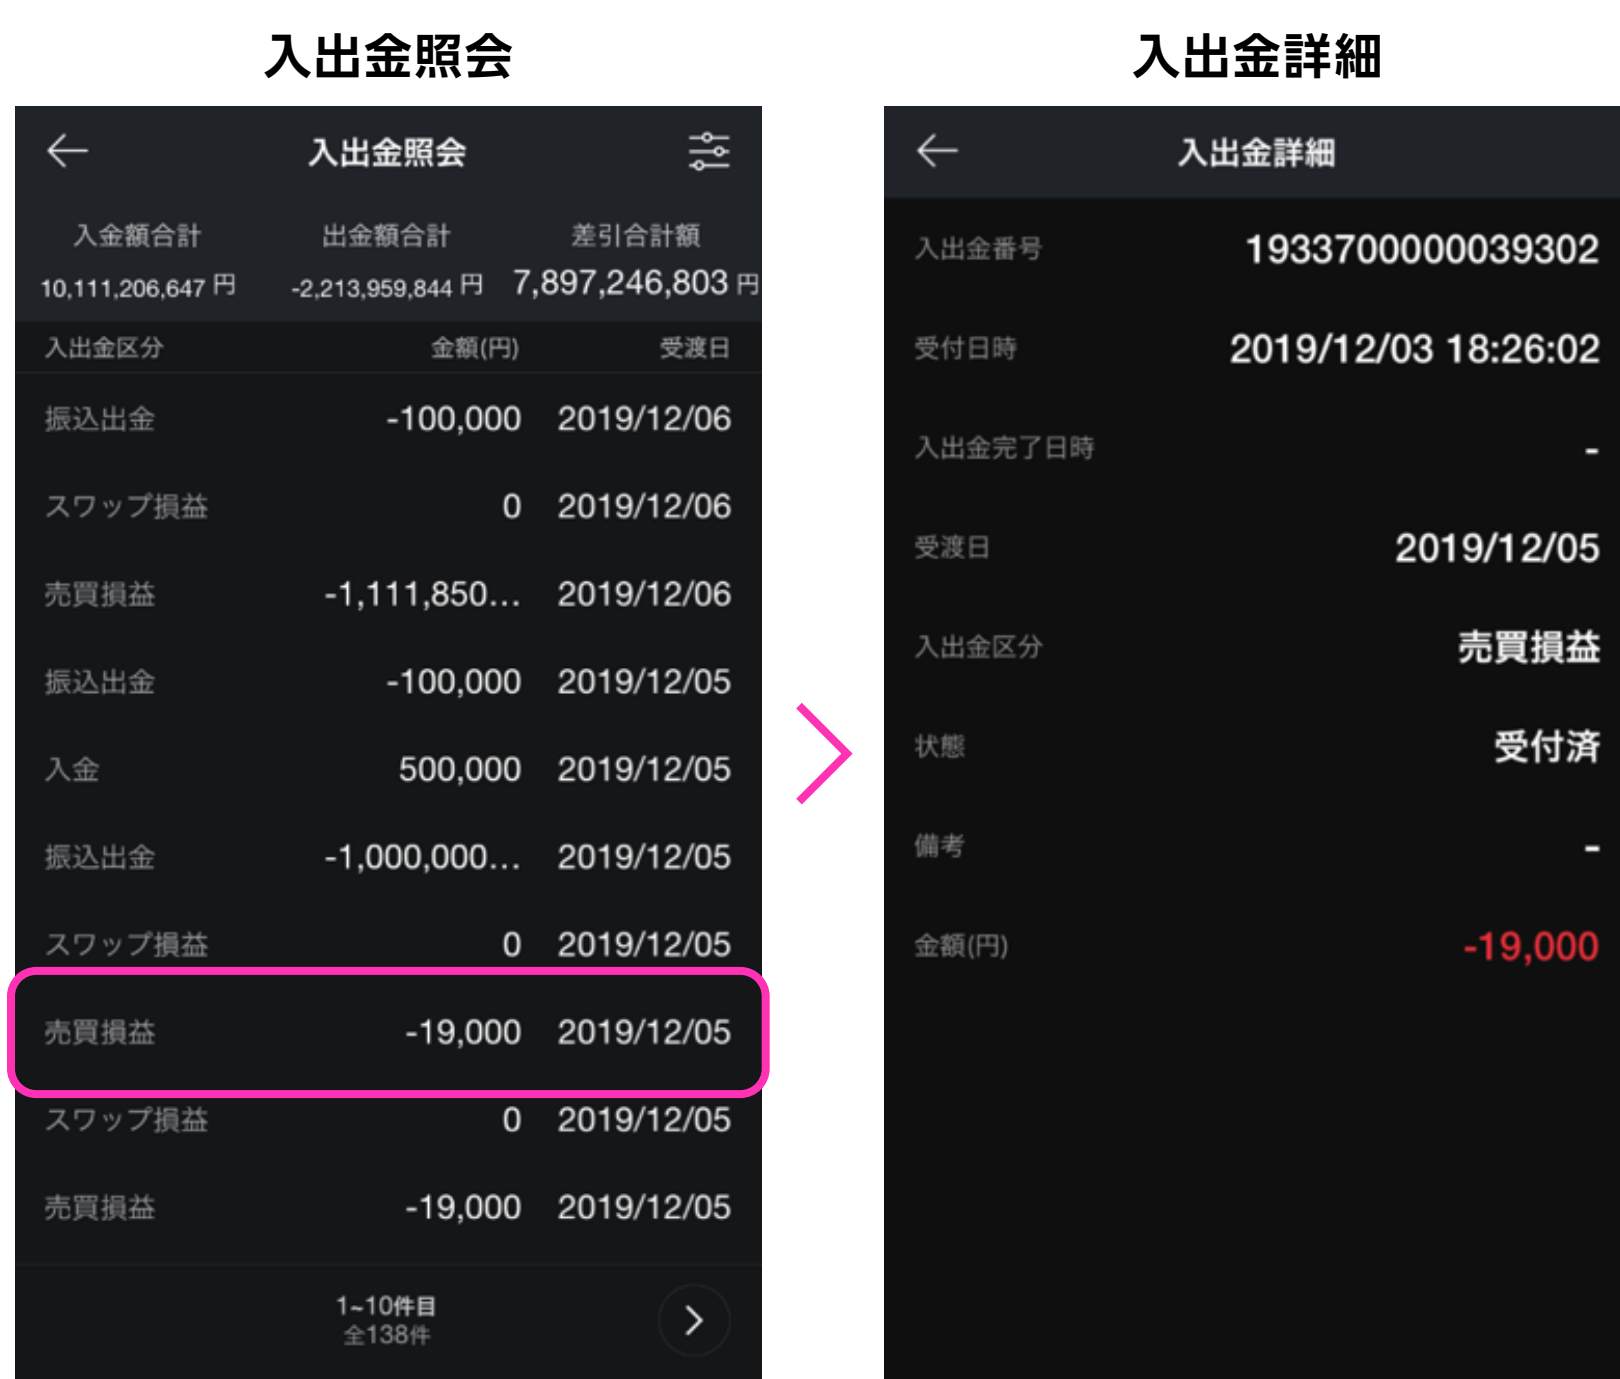 入出金照会
入出金照会
入金額合計 出金額合計 差引合計額
10,111,206,647 円 -2,213,959,844 円 7,897,246,803 円
入出金区分 金額(円) 受渡日
振込出金 -100,000 2019/12/06
スワップ損益 0 2019/12/06
売買損益 -1,111,850... 2019/12/06
振込出金 -100,000 2019/12/05
入金 500,000 2019/12/05
振込出金 -1,000,000... 2019/12/05
スワップ損益 0 2019/12/05
売買損益 -19,000 2019/12/05
スワップ損益 0 2019/12/05
売買損益 -19,000 2019/12/05
1~10件目
全138件
入出金詳細
入出金詳細
入出金番号 1933700000039302
受付日時 2019/12/03 18:26:02
入出金完了日時 -
受渡日 2019/12/05
入出金区分 売買損益
状態 受付済
備考 -
金額(円) -19,000